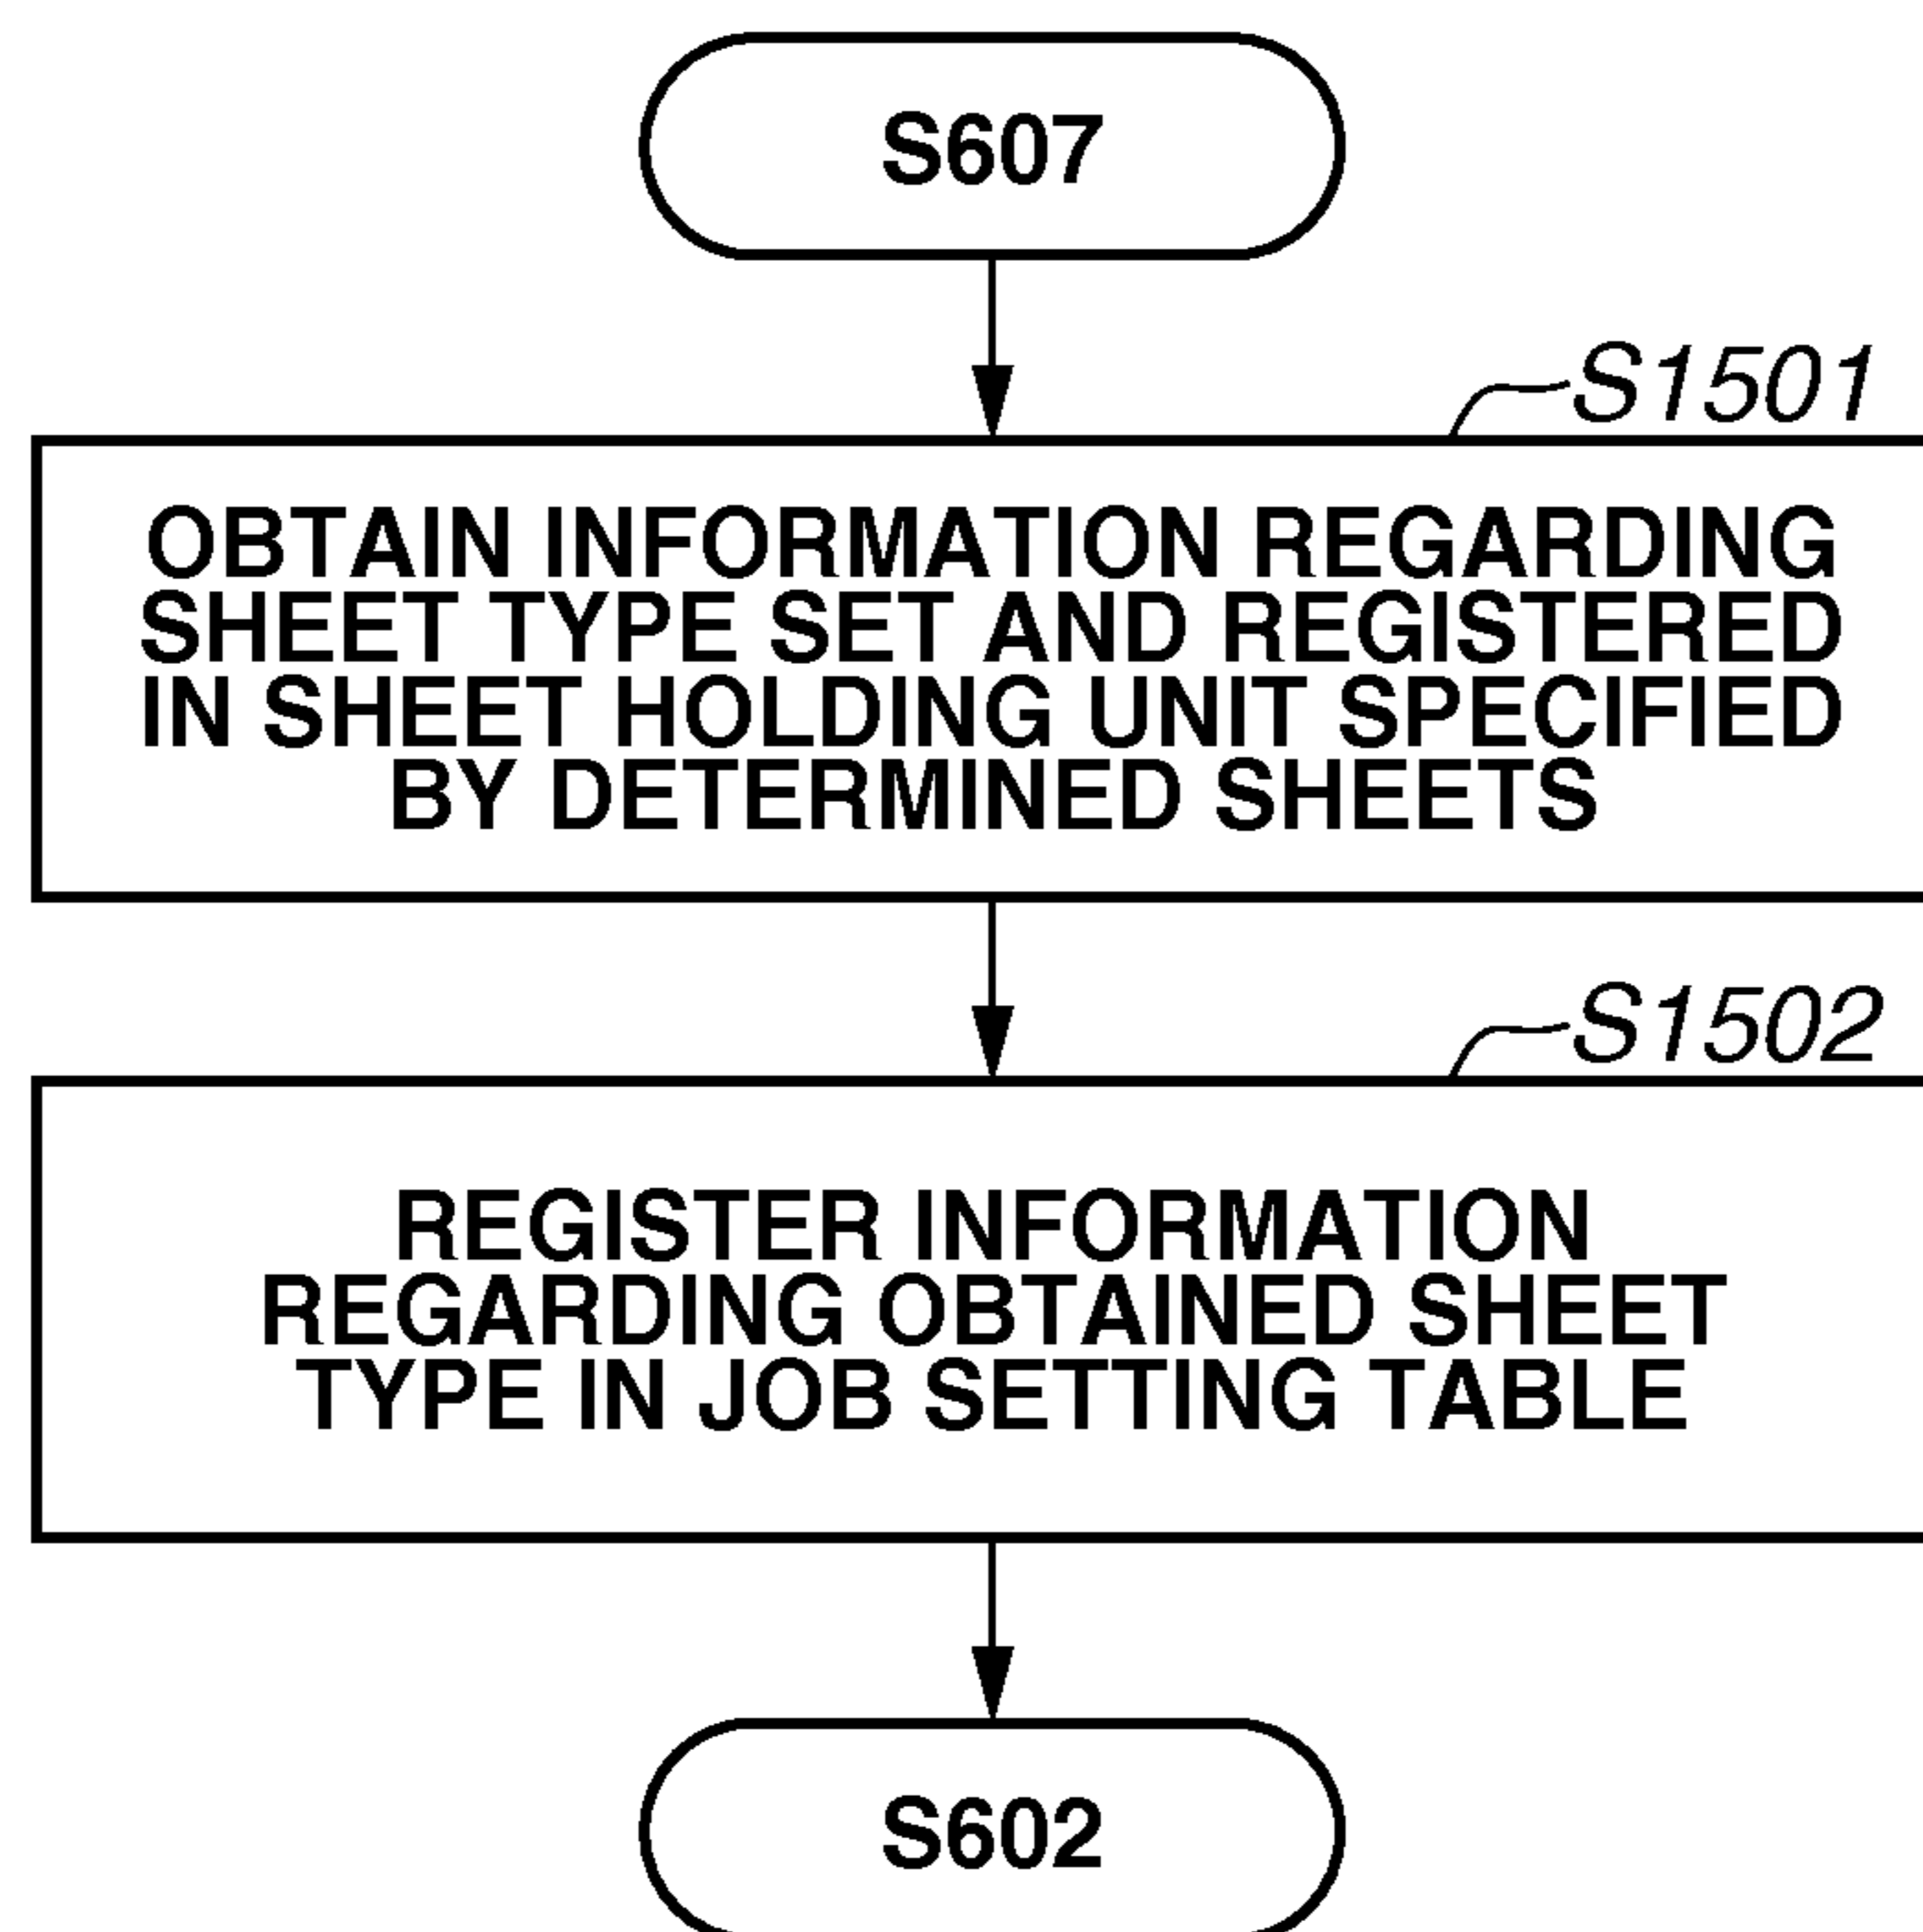 S607
S1501
OBTAIN INFORMATION REGARDING
SHEET TYPE SET AND REGISTERED
IN SHEET HOLDING UNIT SPECIFIED
BY DETERMINED SHEETS
S1502
REGISTER INFORMATION
REGARDING OBTAINED SHEET
TYPE IN JOB SETTING TABLE
S602